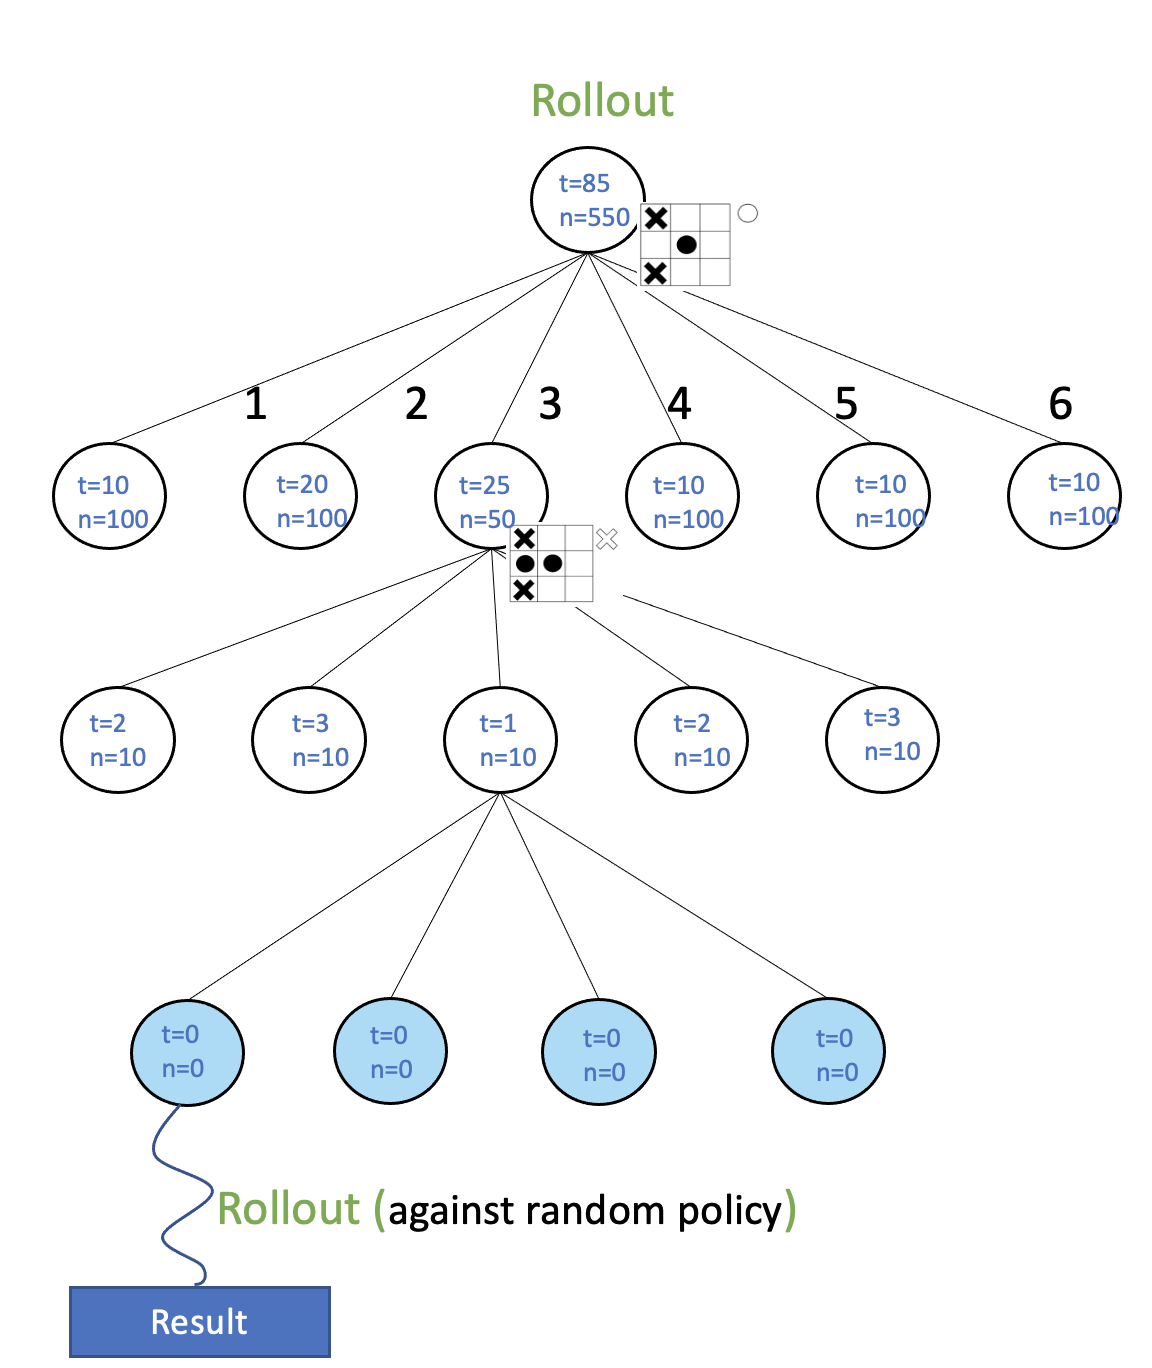 Rollout
t=85
n=550
1
2
3
4
5
6
t=10
n=100
t=20
n=100
t=25
n=50
t=10
n=100
t=10
n=100
t=10
n=100
t=2
n=10
t=3
n=10
t=1
n=10
t=2
n=10
t=3
n=10
t=0
n=0
t=0
n=0
t=0
n=0
t=0
n=0
Rollout (against random policy)
Result